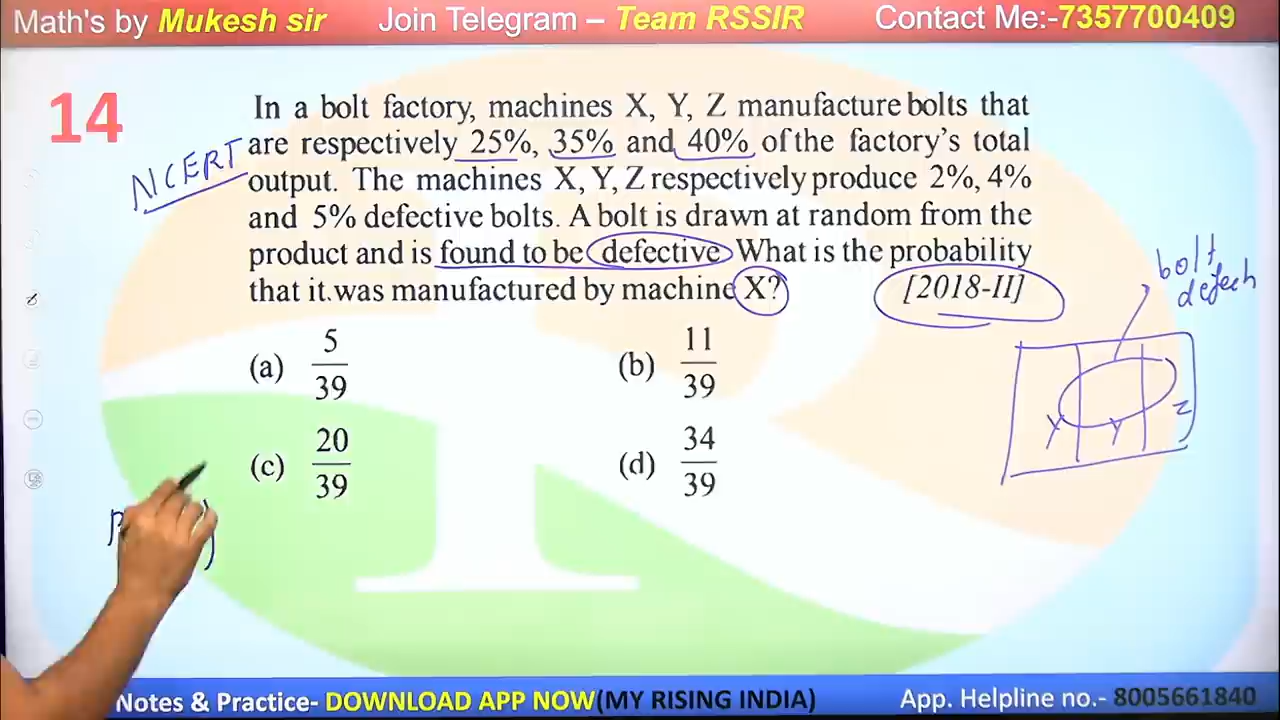 Math's by Mukesh sir Join Telegram – Team RSSIR Contact Me:-7357700409
14
In a bolt factory, machines X, Y, Z manufacture bolts that
NCERT
are respectively 25%, 35% and 40% of the factory's total
output. The machines X, Y, Z respectively produce 2%, 4%
and 5% defective bolts. A bolt is drawn at random from the
product and is found to be defective. What is the probability
that it was manufactured by machine X? [2018-II]
bolt
(a) 5/39 (b) 11/39
Y Z
(c) 20/39 (d) 34/39
Notes & Practice- DOWNLOAD APP NOW(MY RISING INDIA) App. Helpline no.- 8005661840